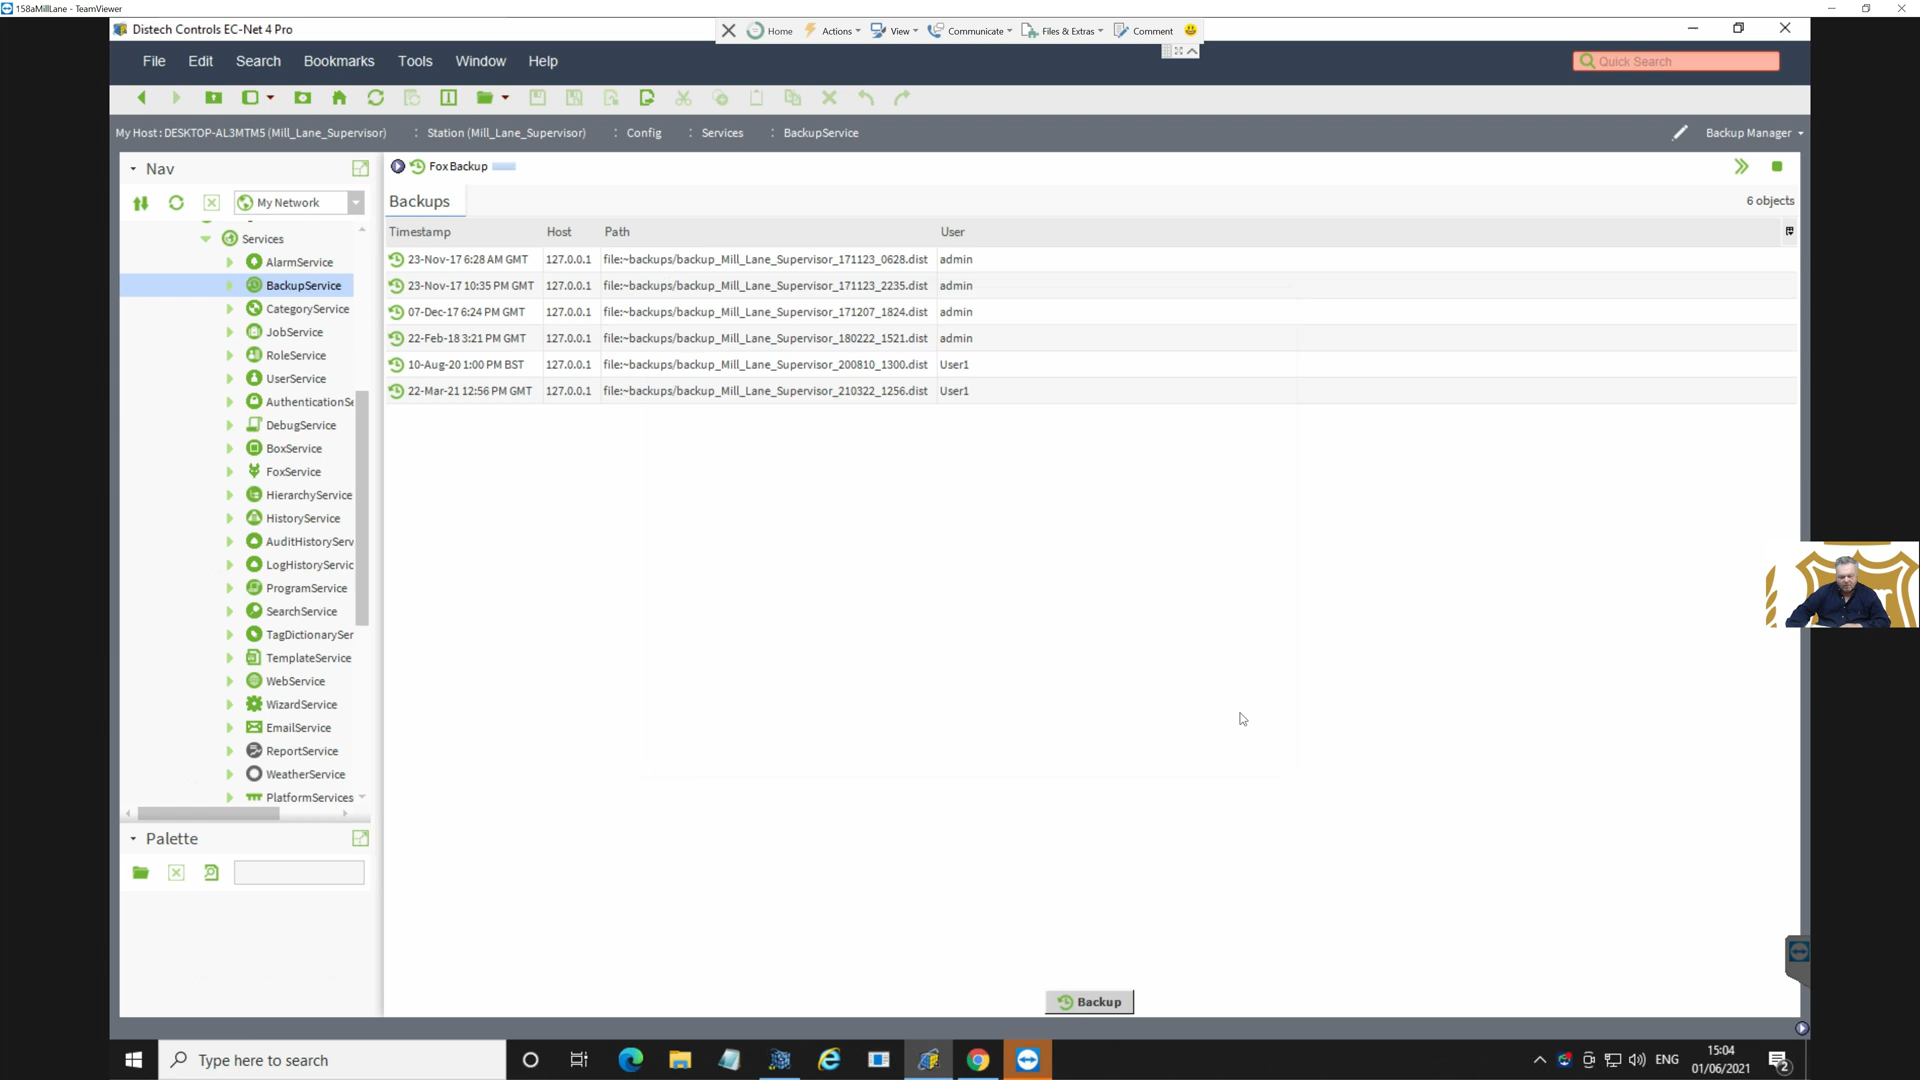 158aMillLane - TeamViewer
Distech Controls EC-Net 4 Pro
Home Actions View Communicate Files & Extras Comment
File Edit Search Bookmarks Tools Window Help
Quick Search
My Host : DESKTOP-AL3MTM5 (Mill_Lane_Supervisor) : Station (Mill_Lane_Supervisor) : Config : Services : BackupService
Backup Manager
Nav
My Network
Services
AlarmService
BackupService
CategoryService
JobService
RoleService
UserService
AuthenticationSe
DebugService
BoxService
FoxService
HierarchyService
HistoryService
AuditHistoryServ
LogHistoryServic
ProgramService
SearchService
TagDictionarySer
TemplateService
WebService
WizardService
EmailService
ReportService
WeatherService
PlatformServices
Palette
Fox Backup
Backups
6 objects
Timestamp Host Path User
23-Nov-17 6:28 AM GMT 127.0.0.1 file:~backups/backup_Mill_Lane_Supervisor_171123_0628.dist admin
23-Nov-17 10:35 PM GMT 127.0.0.1 file:~backups/backup_Mill_Lane_Supervisor_171123_2235.dist admin
07-Dec-17 6:24 PM GMT 127.0.0.1 file:~backups/backup_Mill_Lane_Supervisor_171207_1824.dist admin
22-Feb-18 3:21 PM GMT 127.0.0.1 file:~backups/backup_Mill_Lane_Supervisor_180222_1521.dist admin
10-Aug-20 1:00 PM BST 127.0.0.1 file:~backups/backup_Mill_Lane_Supervisor_200810_1300.dist User1
22-Mar-21 12:56 PM GMT 127.0.0.1 file:~backups/backup_Mill_Lane_Supervisor_210322_1256.dist User1
Backup
Type here to search
ENG
15:04
01/06/2021
2